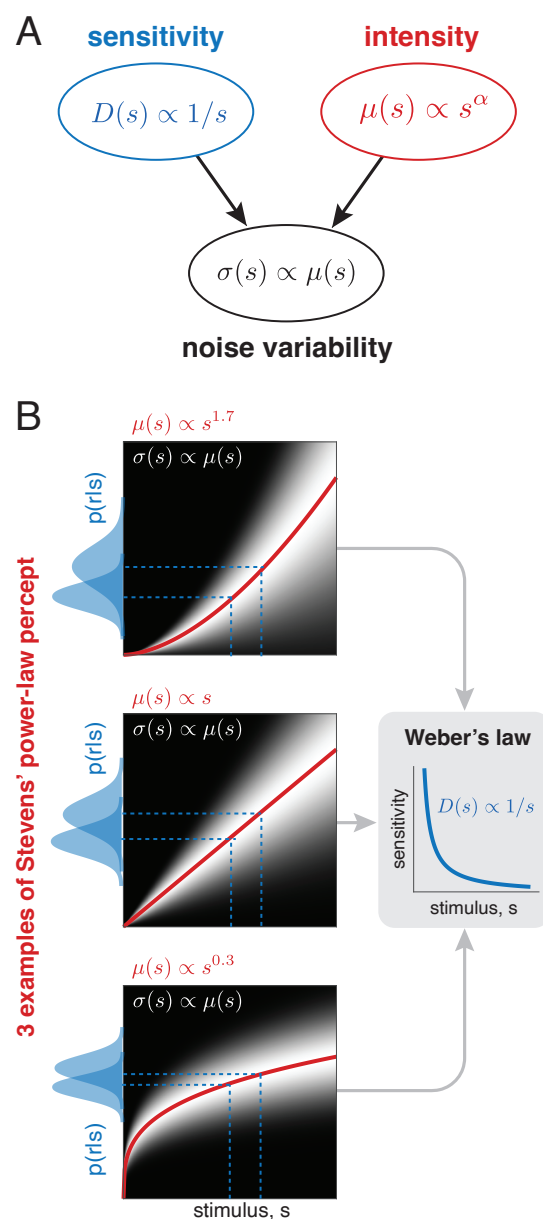 A
sensitivity
intensity
D(s) ∝ 1/s
μ(s) ∝ s^α
σ(s) ∝ μ(s)
noise variability
B
3 examples of Stevens' power-law percept
μ(s) ∝ s^1.7
σ(s) ∝ μ(s)
p(r|s)
μ(s) ∝ s
σ(s) ∝ μ(s)
p(r|s)
Weber's law
D(s) ∝ 1/s
sensitivity
stimulus, s
μ(s) ∝ s^0.3
σ(s) ∝ μ(s)
p(r|s)
stimulus, s